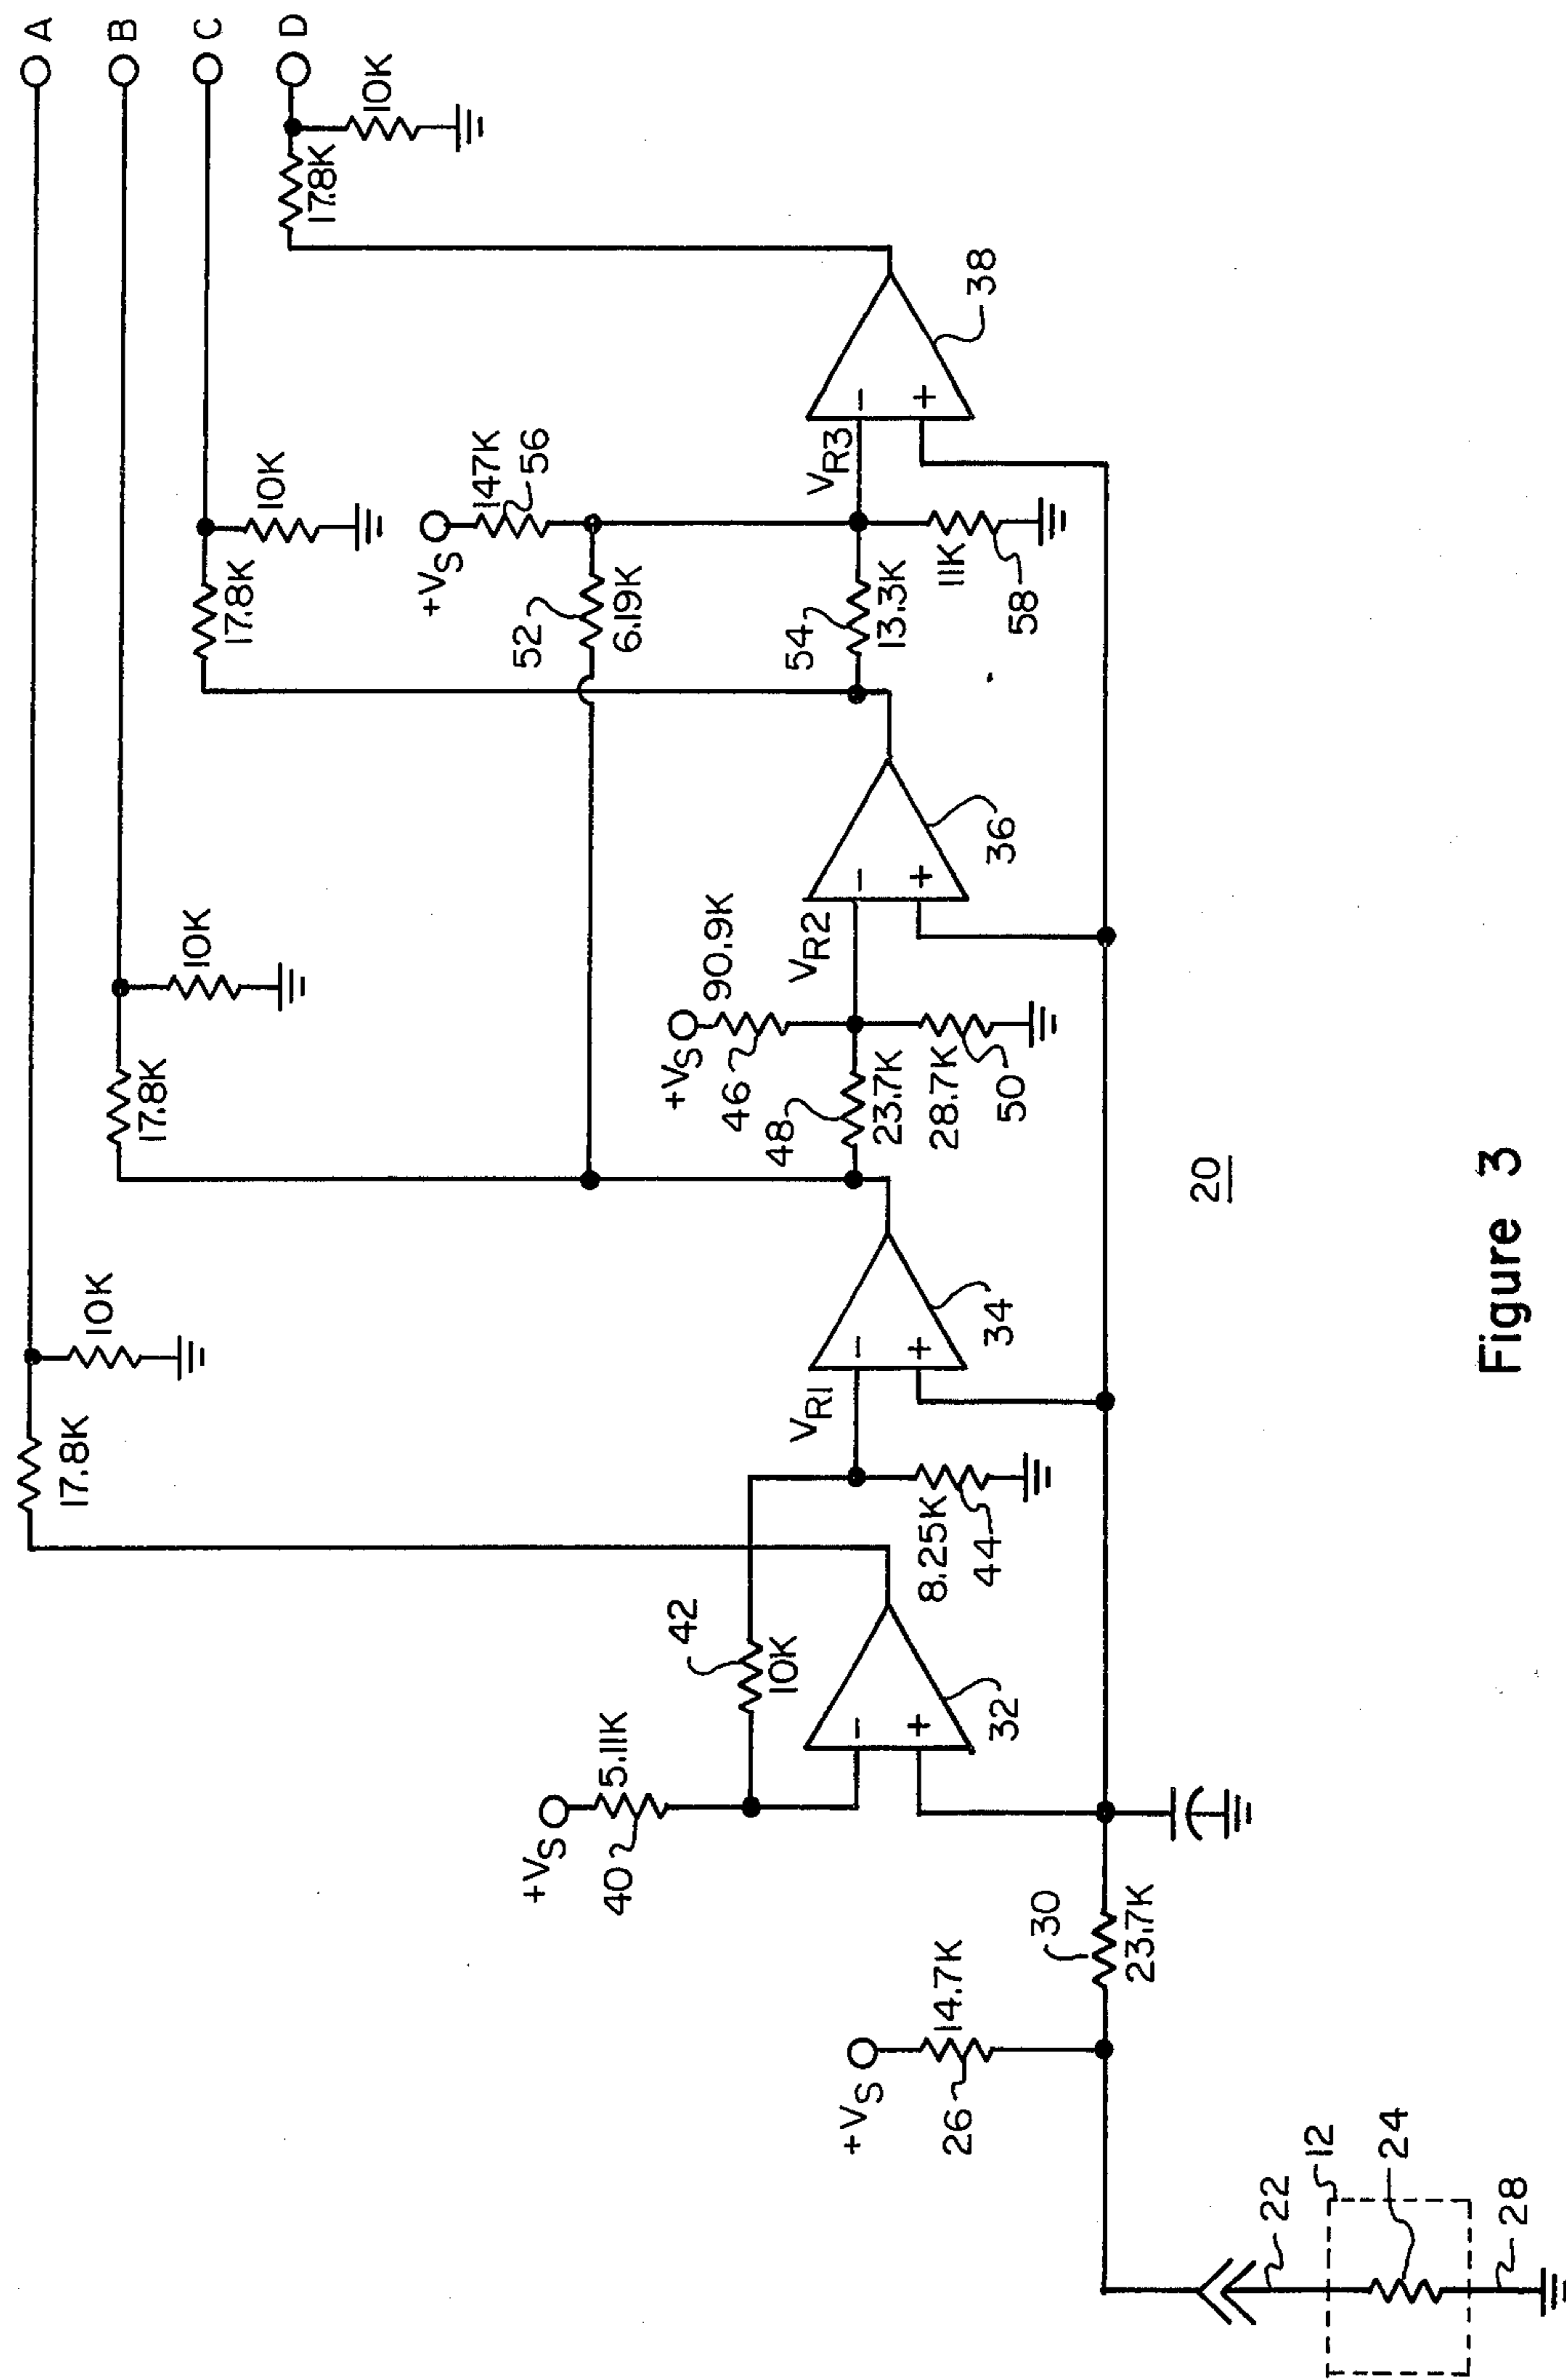 A
B
C
D
10K
17.8K
10K
17.8K
10K
17.8K
10K
17.8K
+VS
147K
56
52
6.19K
54
13.3K
11K
58
VR3
38
+VS
90.9K
46
48
23.7K
28.7K
50
VR2
36
VR1
34
8.25K
44
42
10K
32
+VS
5.11K
40
30
23.7K
+VS
14.7K
26
22
12
24
28
−
+
−
+
−
+
−
+
20
Figure 3